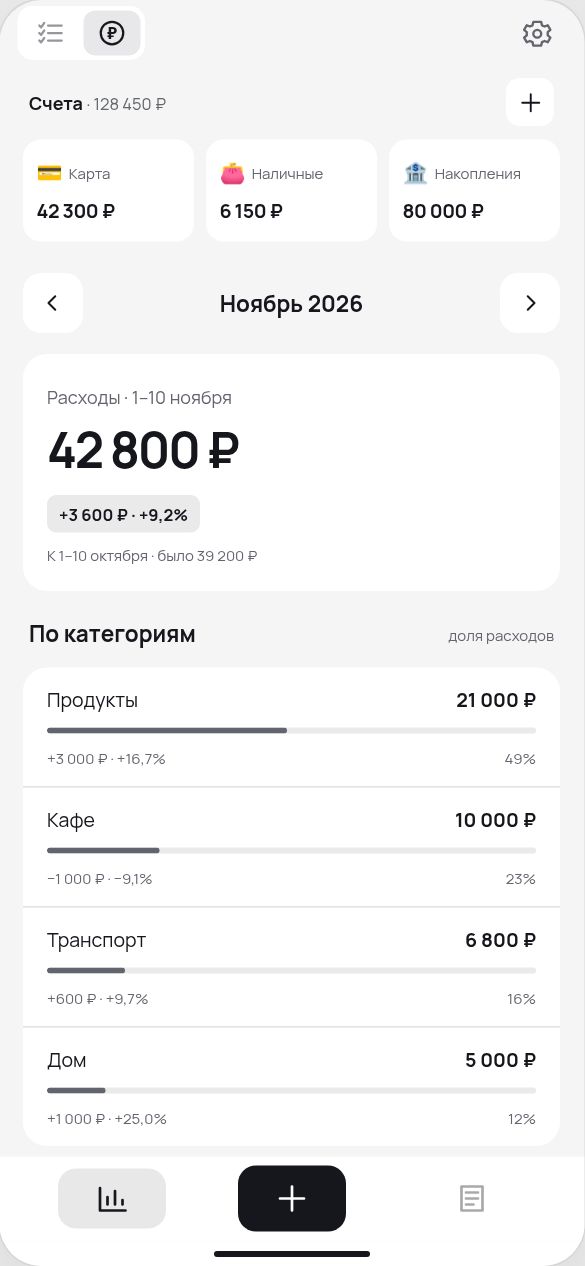 ₽
Счета · 128 450 ₽
Карта
42 300 ₽
Наличные
6 150 ₽
Накопления
80 000 ₽
Ноябрь 2026
Расходы · 1–10 ноября
42 800 ₽
+3 600 ₽ · +9,2%
К 1–10 октября · было 39 200 ₽
По категориям
доля расходов
Продукты
21 000 ₽
+3 000 ₽ · +16,7%
49%
Кафе
10 000 ₽
−1 000 ₽ · −9,1%
23%
Транспорт
6 800 ₽
+600 ₽ · +9,7%
16%
Дом
5 000 ₽
+1 000 ₽ · +25,0%
12%